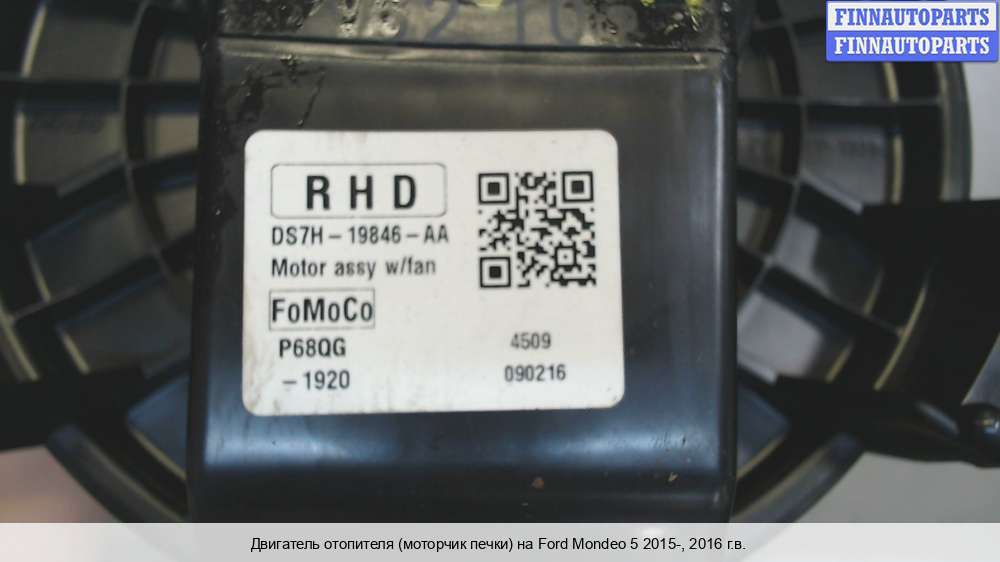 FINNAUTOPARTS
FINNAUTOPARTS
RHD
DS7H-19846-AA
Motor assy w/fan
FoMoCo
P68QG
-1920
4509
090216
Двигатель отопителя (моторчик печки) на Ford Mondeo 5 2015-, 2016 г.в.